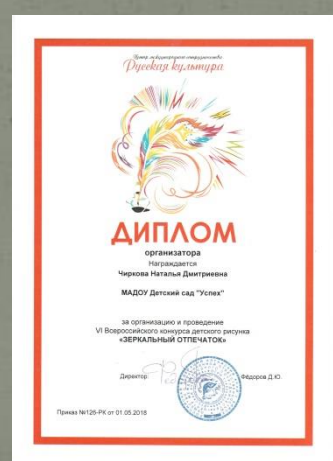 Центр международного сотрудничества
Русская культура
ДИПЛОМ
организатора
Награждается
Чиркова Наталья Дмитриевна
МАДОУ Детский сад "Успех"
за организацию и проведение
VI Всероссийского конкурса детского рисунка
«ЗЕРКАЛЬНЫЙ ОТПЕЧАТОК»
Директор: Фёдоров Д.Ю.
Приказ №126-РК от 01.05.2018